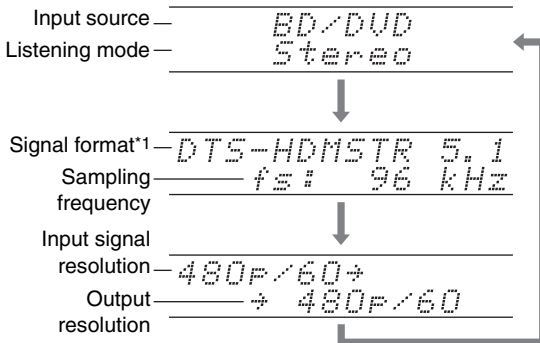 Input source
BD/DVD
Listening mode
Stereo
Signal format*1
DTS-HDMSTR 5.1
Sampling
frequency
fs: 96 kHz
Input signal
resolution
480p/60→
Output
resolution
→ 480p/60